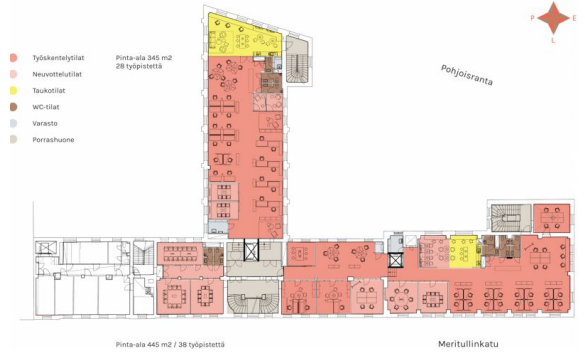 P E
L
Pohjoisranta
Työskentelytilat
Pinta-ala 345 m2
28 työpistettä
Neuvottelutilat
Taukotilat
WC-tilat
Varasto
Porrashuone
Pinta-ala 445 m2 / 38 työpistettä
Meritullinkatu